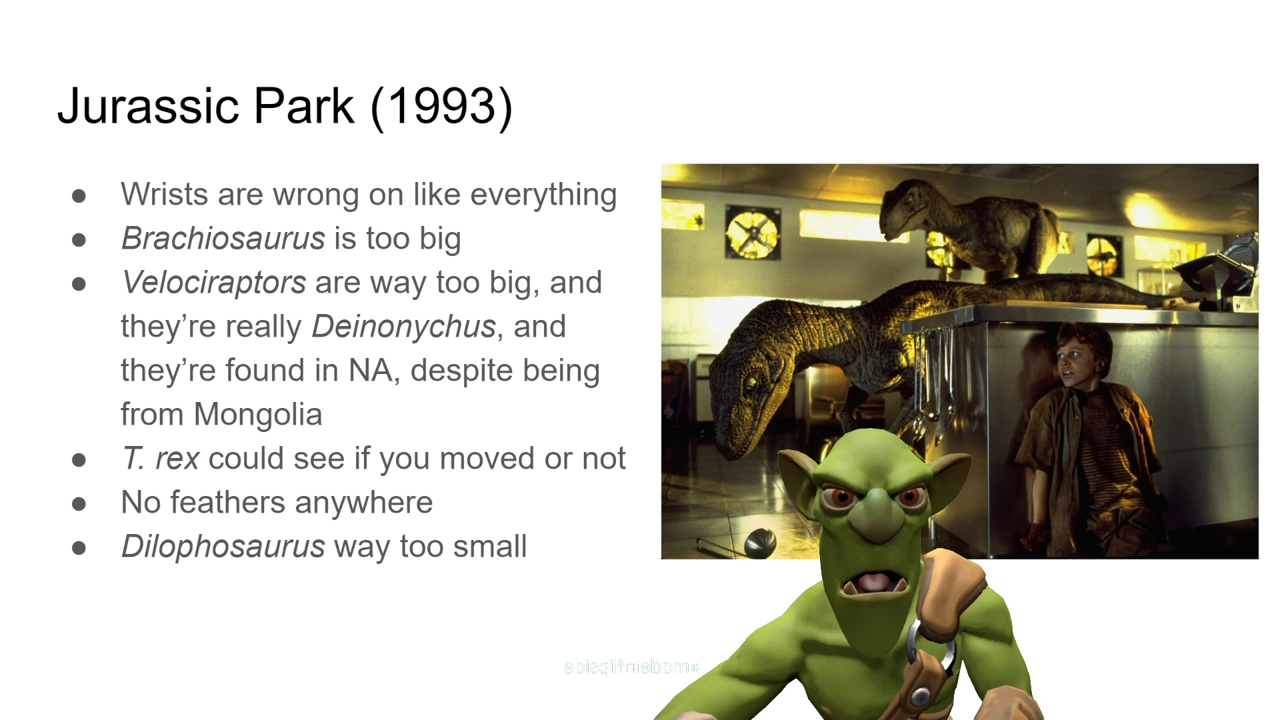 Jurassic Park (1993)
● Wrists are wrong on like everything
● Brachiosaurus is too big
● Velociraptors are way too big, and
they’re really Deinonychus, and
they’re found in NA, despite being
from Mongolia
● T. rex could see if you moved or not
● No feathers anywhere
● Dilophosaurus way too small